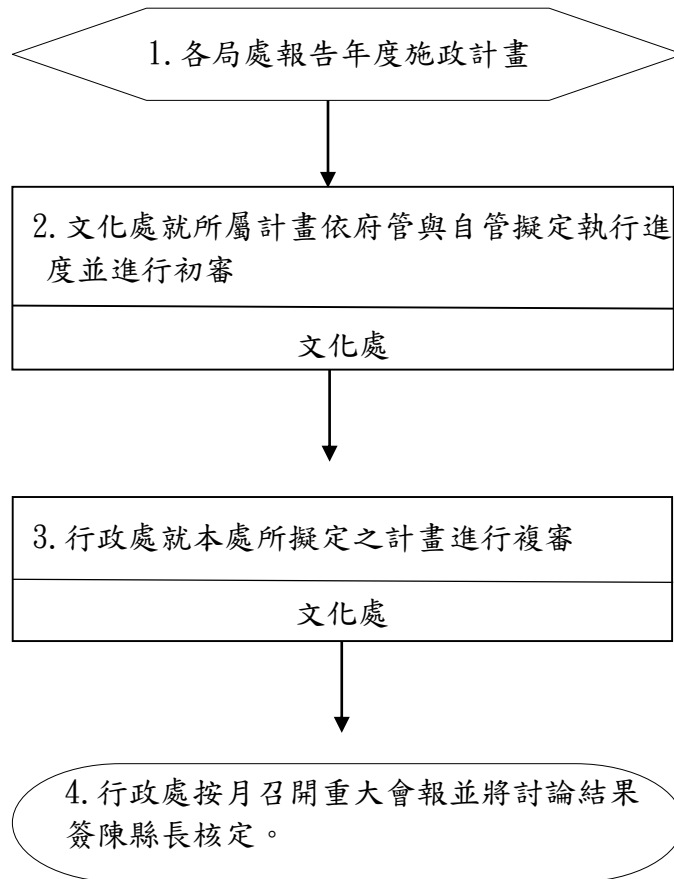 1.各局處報告年度施政計畫
2.文化處就所屬計畫依府管與自管擬定執行進
度並進行初審
文化處
3.行政處就本處所擬定之計畫進行複審
文化處
4.行政處按月召開重大會報並將討論結果
簽陳縣長核定。